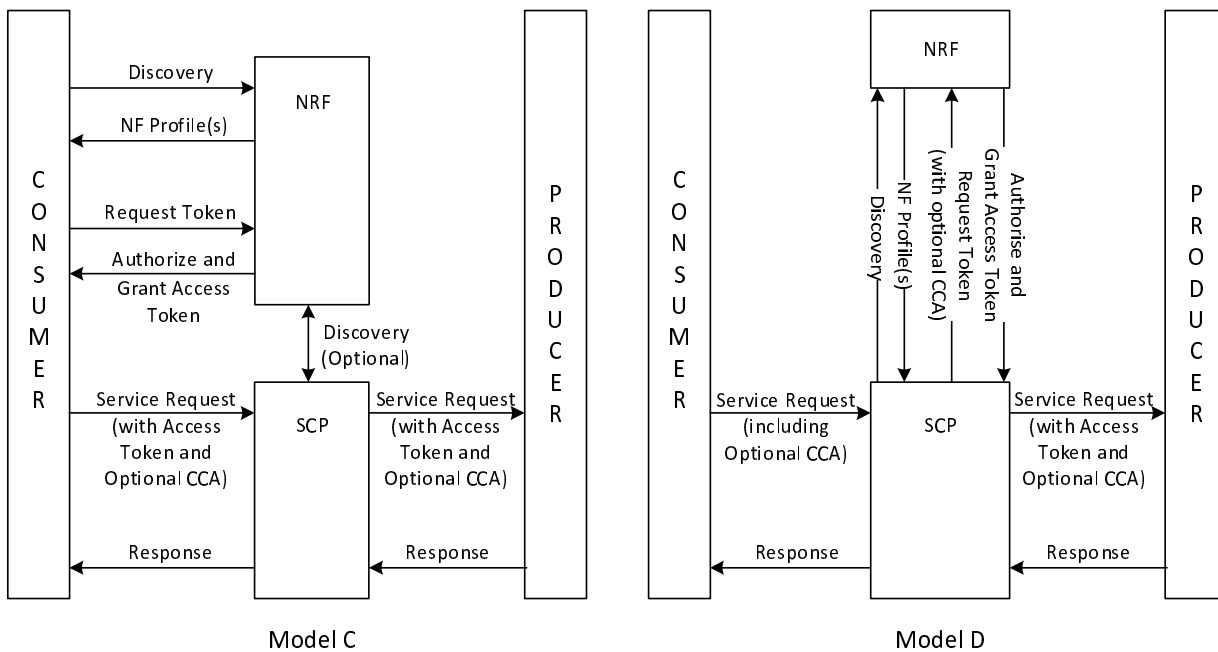 C
O
N
S
U
M
E
R
Discovery
NF Profile(s)
Request Token
Authorize and
Grant Access
Token
NRF
Discovery
(Optional)
Service Request
(with Access
Token and
Optional CCA)
SCP
Service Request
(with Access
Token and
Optional CCA)
Response
Response
P
R
O
D
U
C
E
R
Model C
C
O
N
S
U
M
E
R
NRF
Discovery
NF Profile(s)
Request Token
(with optional CCA)
Authorise and
Grant Access Token
Service Request
(including
Optional CCA)
SCP
Service Request
(with Access
Token and
Optional CCA)
Response
Response
P
R
O
D
U
C
E
R
Model D